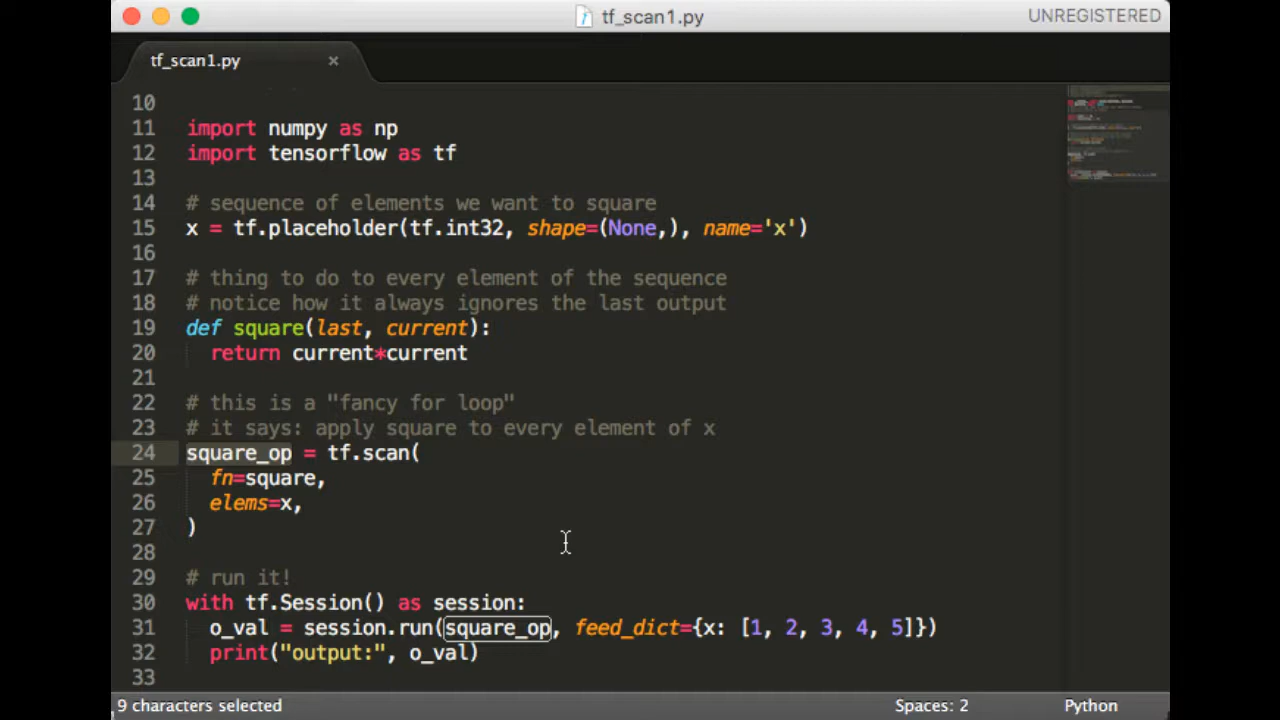 tf_scan1.py
UNREGISTERED
tf_scan1.py ×
10
11 import numpy as np
12 import tensorflow as tf
13
14 # sequence of elements we want to square
15 x = tf.placeholder(tf.int32, shape=(None,), name='x')
16
17 # thing to do to every element of the sequence
18 # notice how it always ignores the last output
19 def square(last, current):
20   return current*current
21
22 # this is a "fancy for loop"
23 # it says: apply square to every element of x
24 square_op = tf.scan(
25   fn=square,
26   elems=x,
27 )
28
29 # run it!
30 with tf.Session() as session:
31   o_val = session.run(square_op, feed_dict={x: [1, 2, 3, 4, 5]})
32   print("output:", o_val)
33
9 characters selected
Spaces: 2
Python